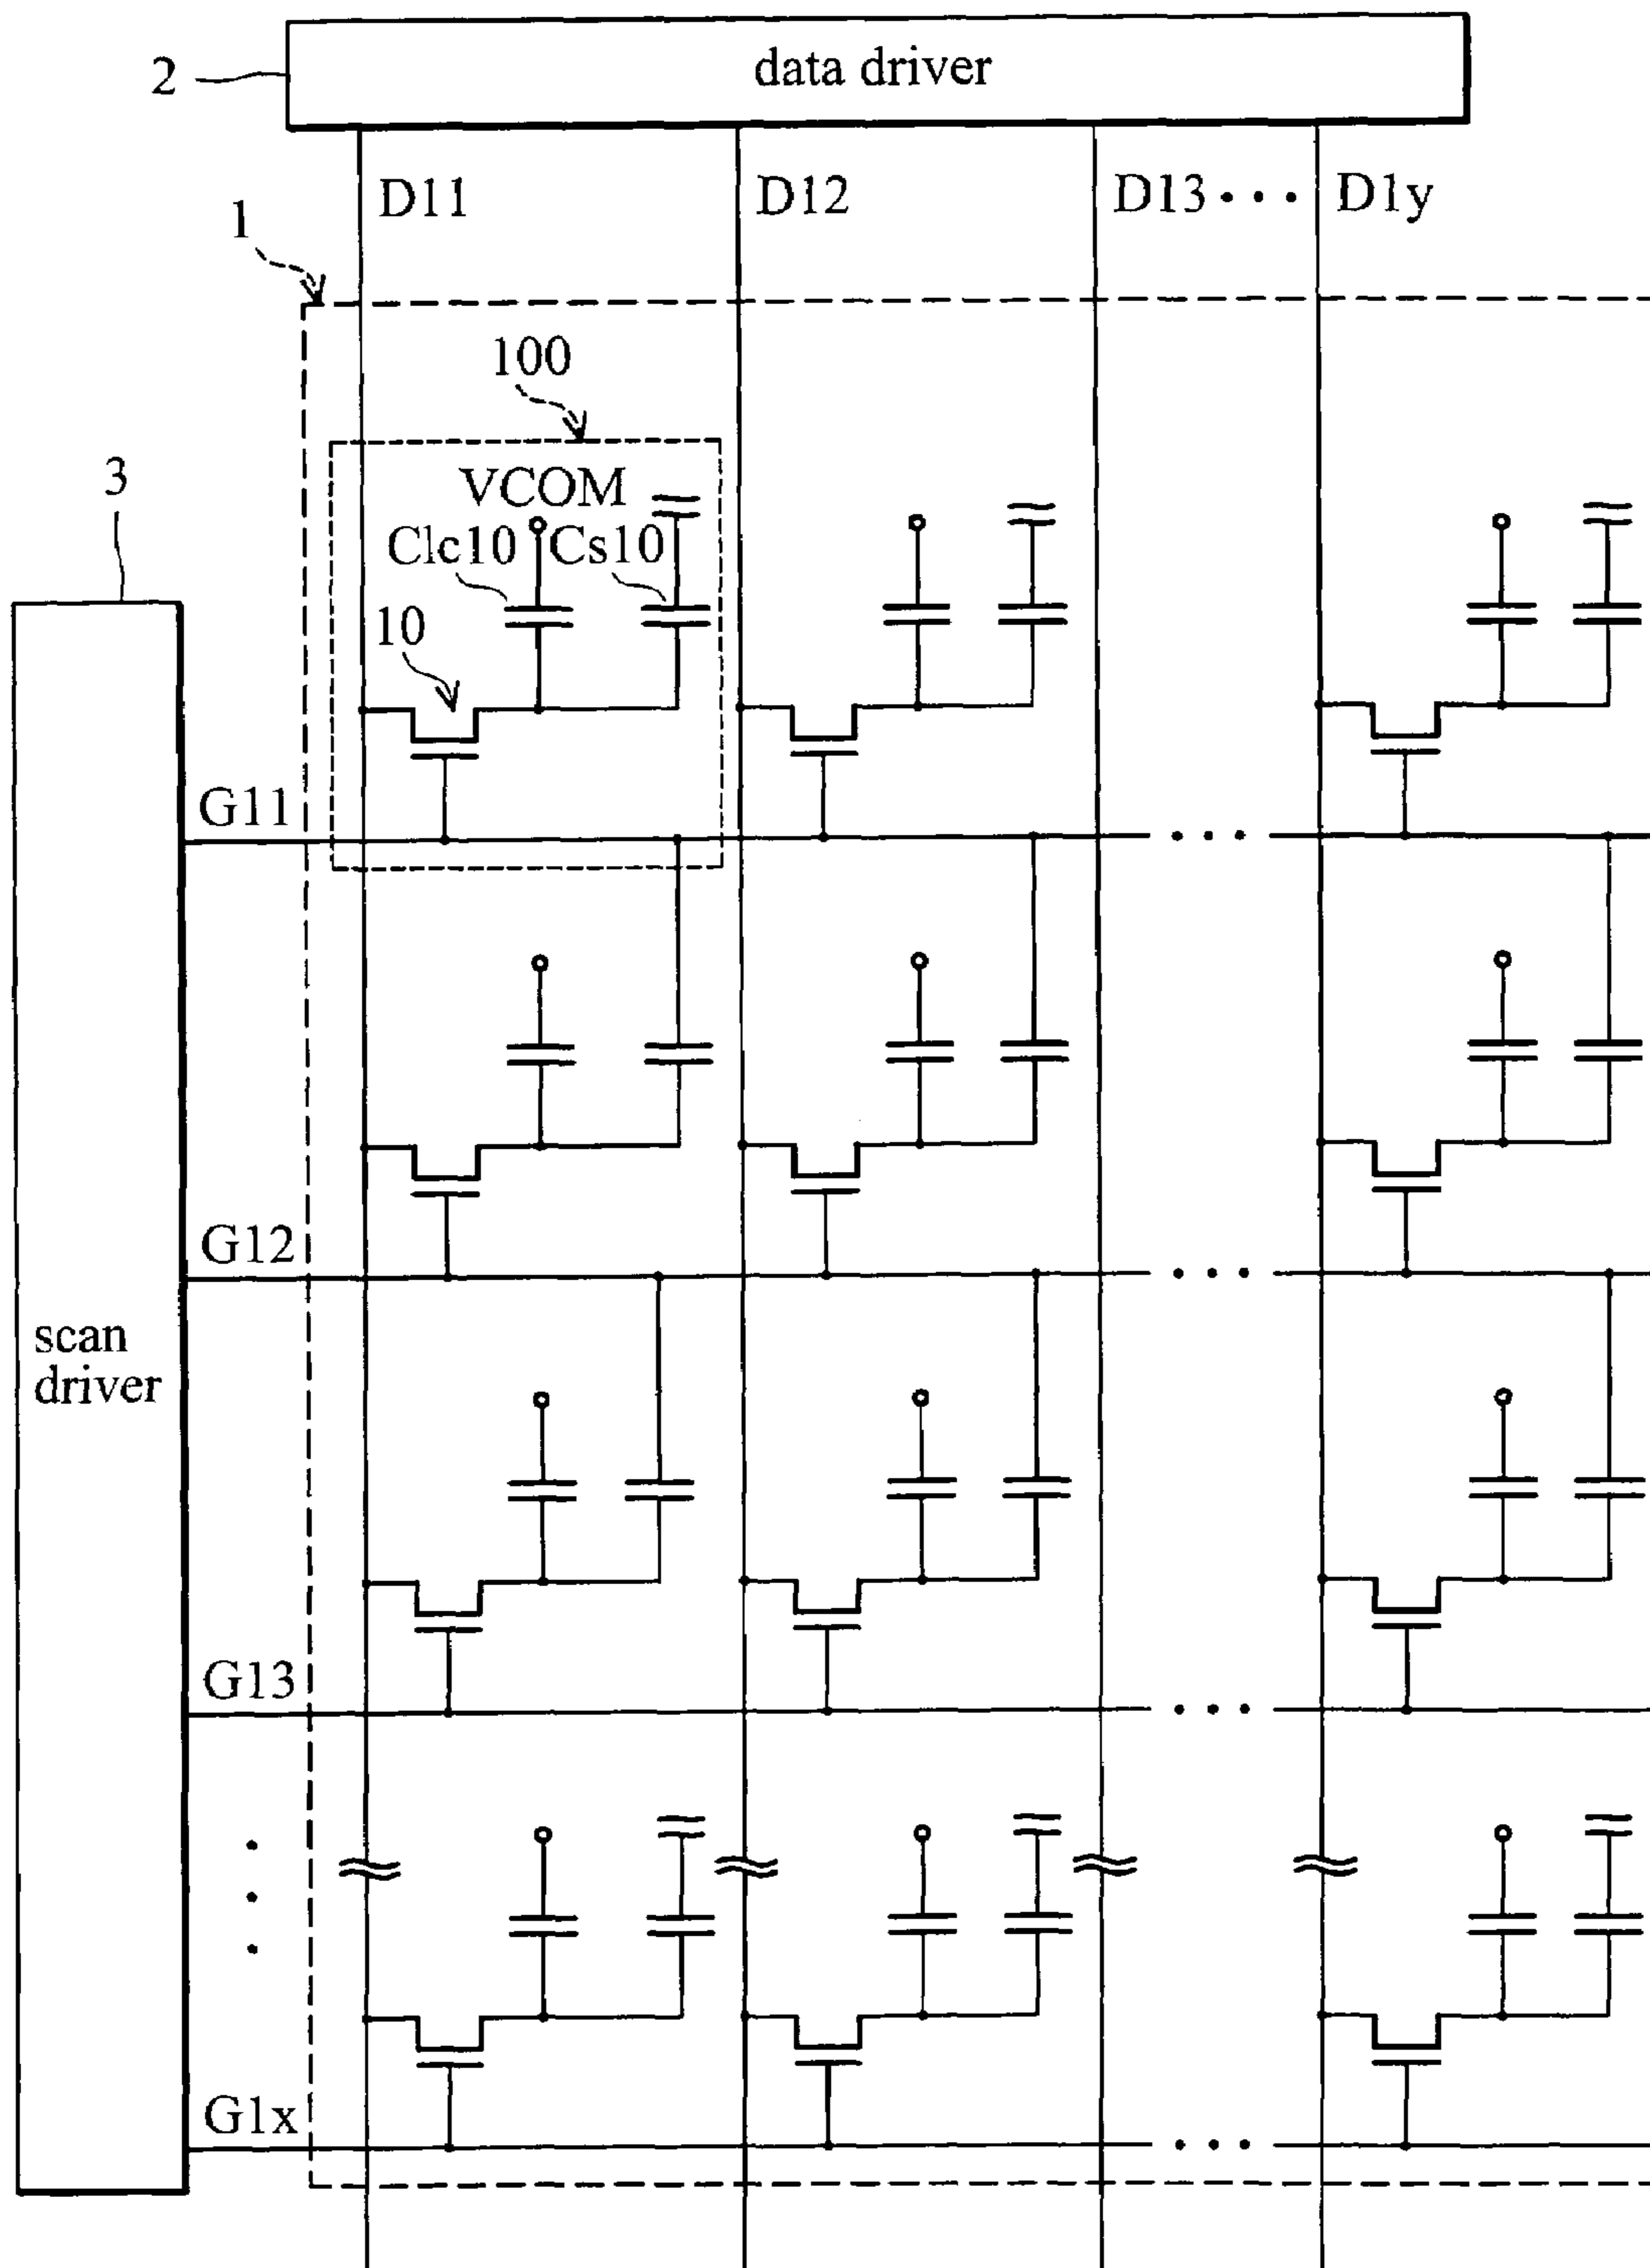 2
data driver
D11
D12
D13 • • •
D1y
1
100
3
VCOM
Clc10
Cs10
10
G11
• • •
G12
• • •
scan
driver
G13
• • •
G1x
• • •